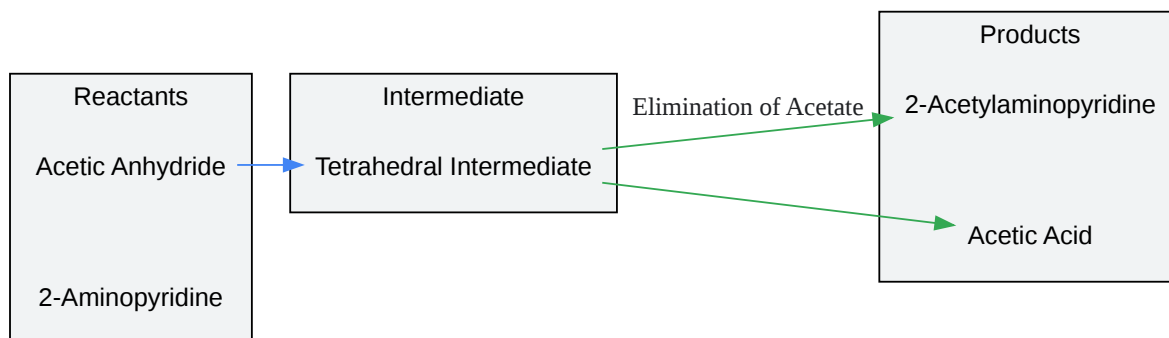 Reactants
Acetic Anhydride
2-Aminopyridine
Intermediate
Tetrahedral Intermediate
Elimination of Acetate
Products
2-Acetylaminopyridine
Acetic Acid